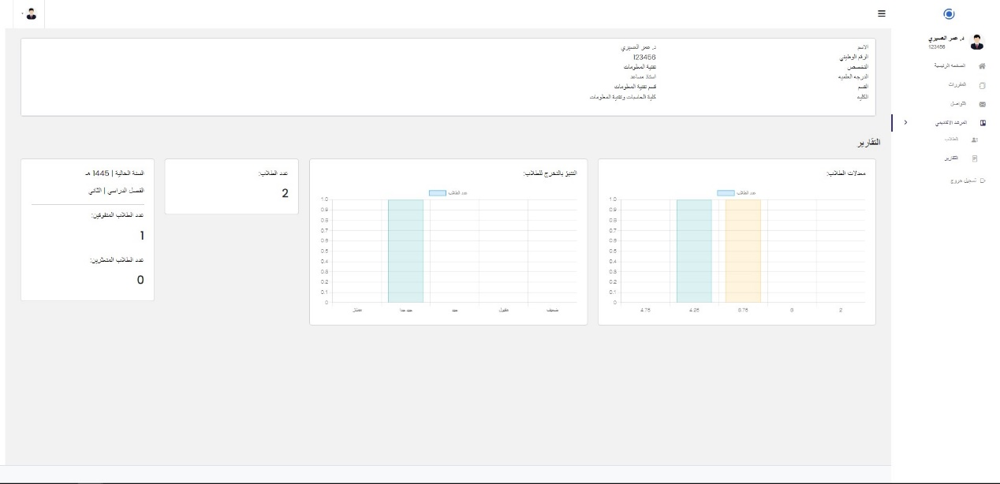 د. عمر العسيري
123456
الصفحه الرئيسية
المقررات
التواصل
المرشد الاكاديمي
الطلاب
التقارير
تسجيل خروج
الاسم د. عمر العسيري
الرقم الوظيفي 123456
التخصص تقنية المعلومات
الدرجه العلميه استاذ مساعد
القسم قسم تقنية المعلومات
الكليه كلية الحاسبات وتقنية المعلومات
التقارير
معدلات الطلاب:
عدد الطلاب
1.0
0.9
0.8
0.7
0.6
0.5
0.4
0.3
0.2
0.1
0
4.75 4.25 3.75 3 2
التنبؤ بالتخرج للطلاب:
عدد الطلاب
1.0
0.9
0.8
0.7
0.6
0.5
0.4
0.3
0.2
0.1
0
ممتاز جيد جدا جيد مقبول ضعيف
عدد الطلاب:
2
السنة الحالية | 1445 هـ
الفصل الدراسي | الثاني
عدد الطلاب المتفوقين:
1
عدد الطلاب المتعثرين:
0